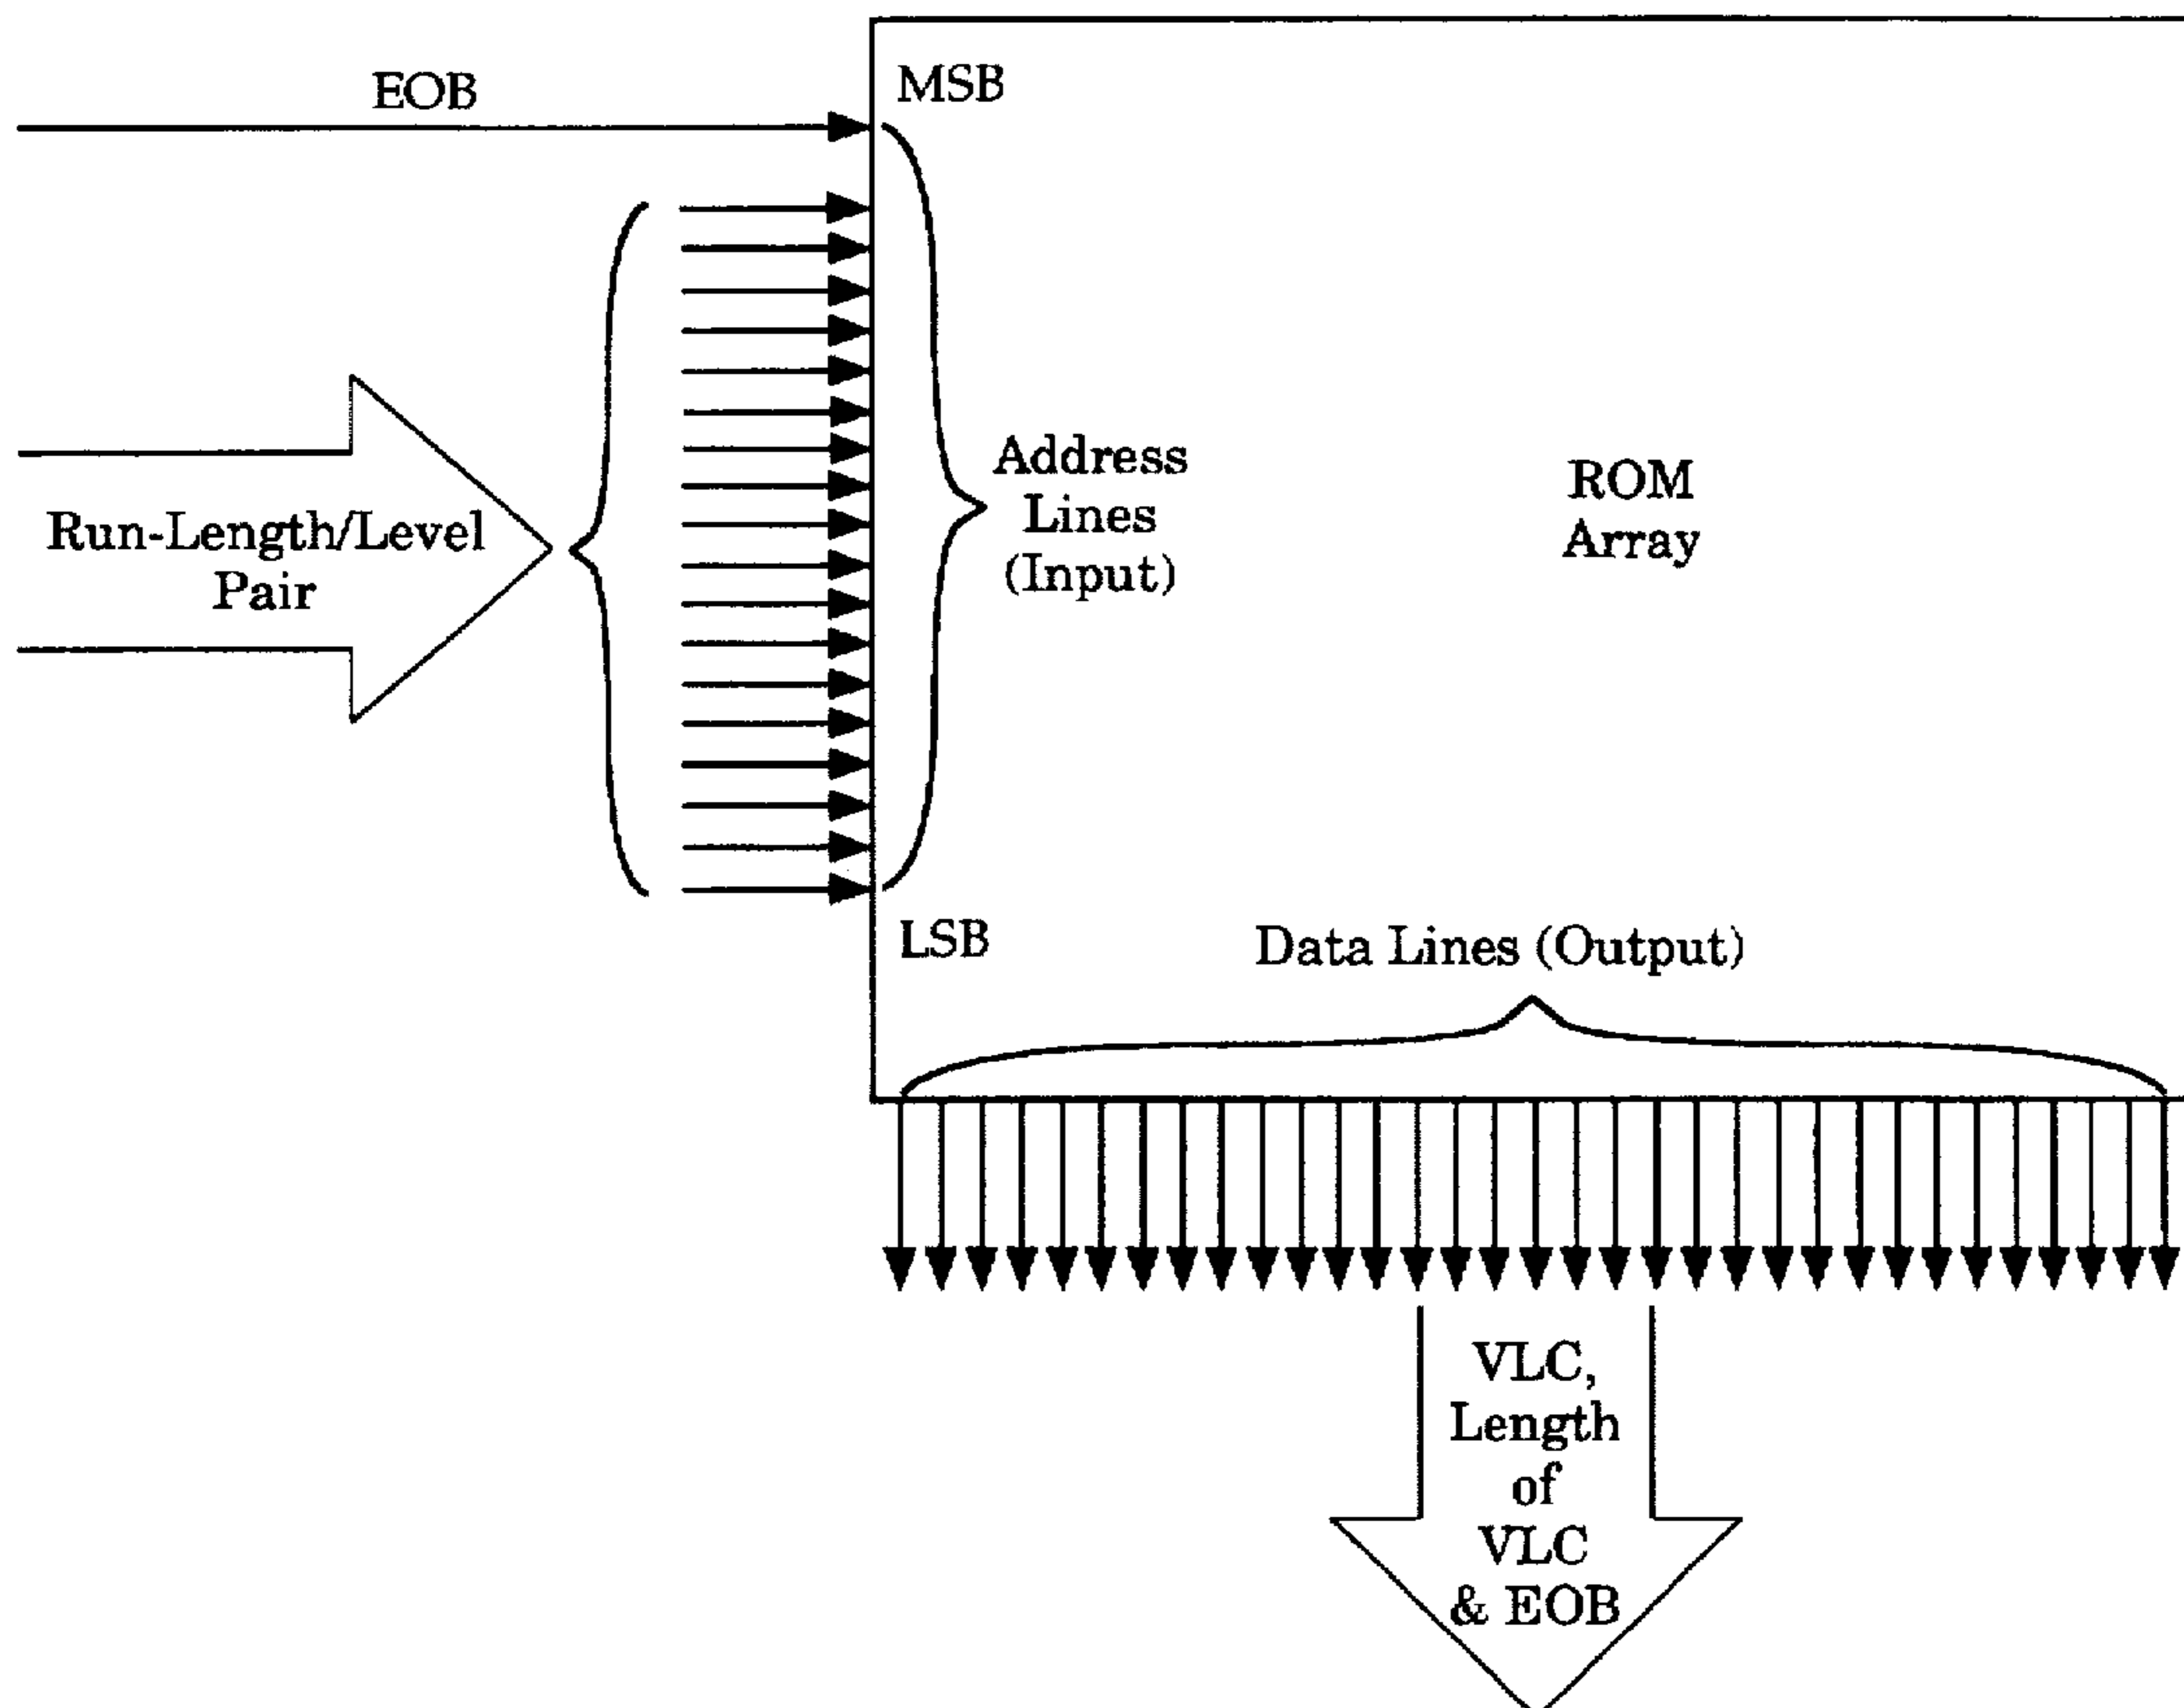 EOB
MSB
Run-Length/Level
Pair
Address
Lines
(Input)
ROM
Array
LSB
Data Lines (Output)
VLC,
Length
of
VLC
& EOB